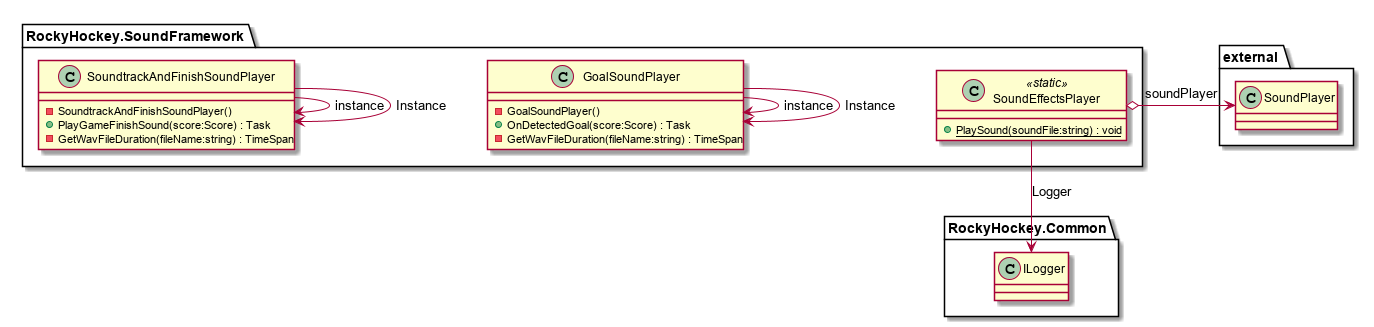 RockyHockey.SoundFramework
C SoundtrackAndFinishSoundPlayer
SoundtrackAndFinishSoundPlayer()
PlayGameFinishSound(score:Score) : Task
GetWavFileDuration(fileName:string) : TimeSpan
instance
Instance
C GoalSoundPlayer
GoalSoundPlayer()
OnDetectedGoal(score:Score) : Task
GetWavFileDuration(fileName:string) : TimeSpan
instance
Instance
«static»
C SoundEffectsPlayer
PlaySound(soundFile:string) : void
soundPlayer
external
C SoundPlayer
Logger
RockyHockey.Common
C ILogger